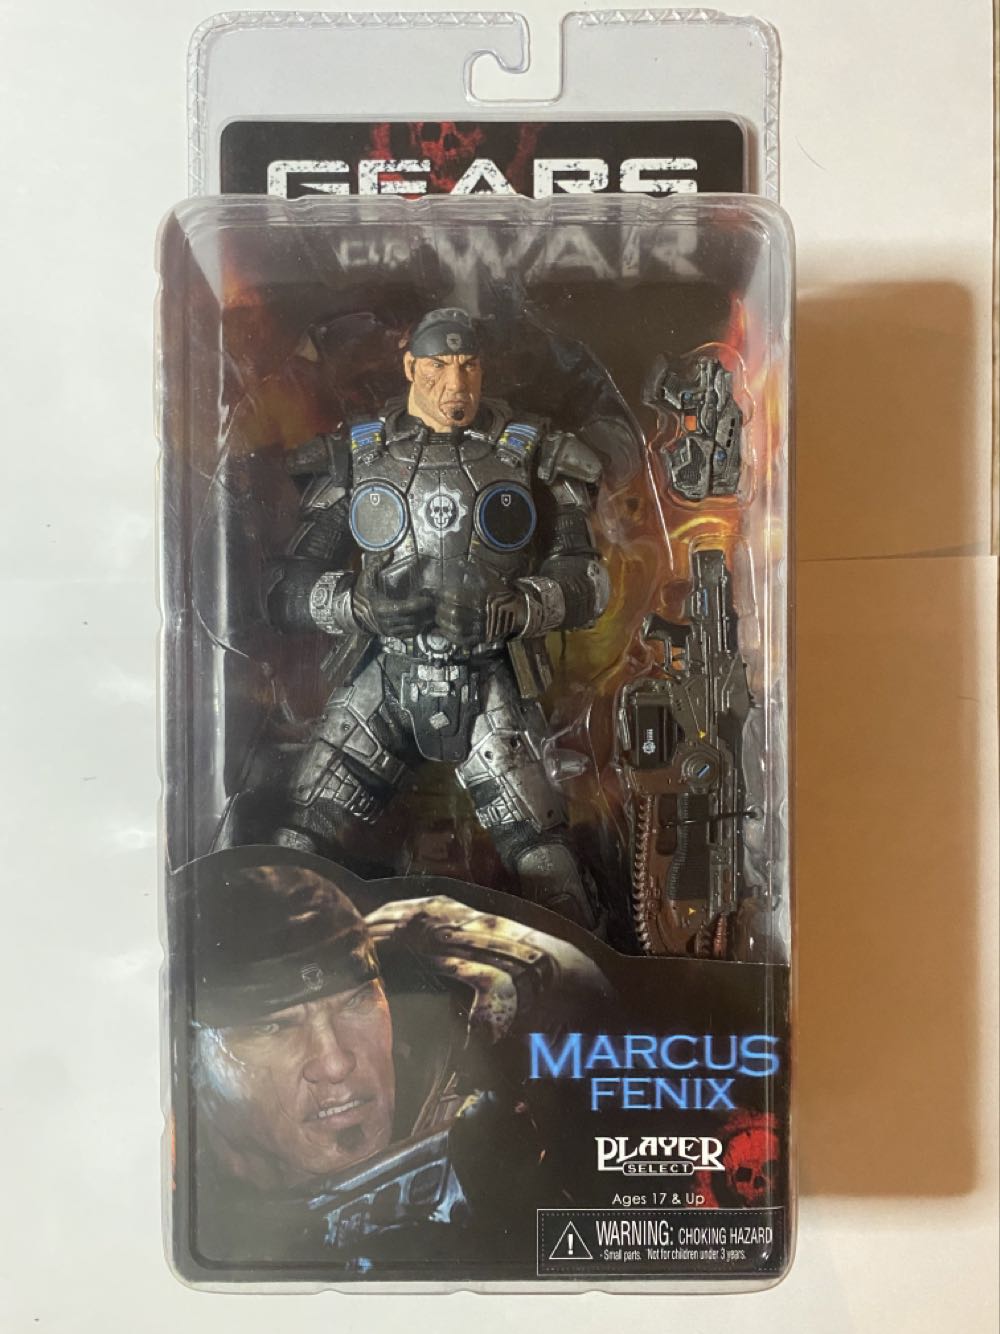 GEARS
OF WAR
MARCUS
FENIX
PLAYER
SELECT
Ages 17 & Up
WARNING: CHOKING HAZARD
- Small parts. Not for children under 3 years.